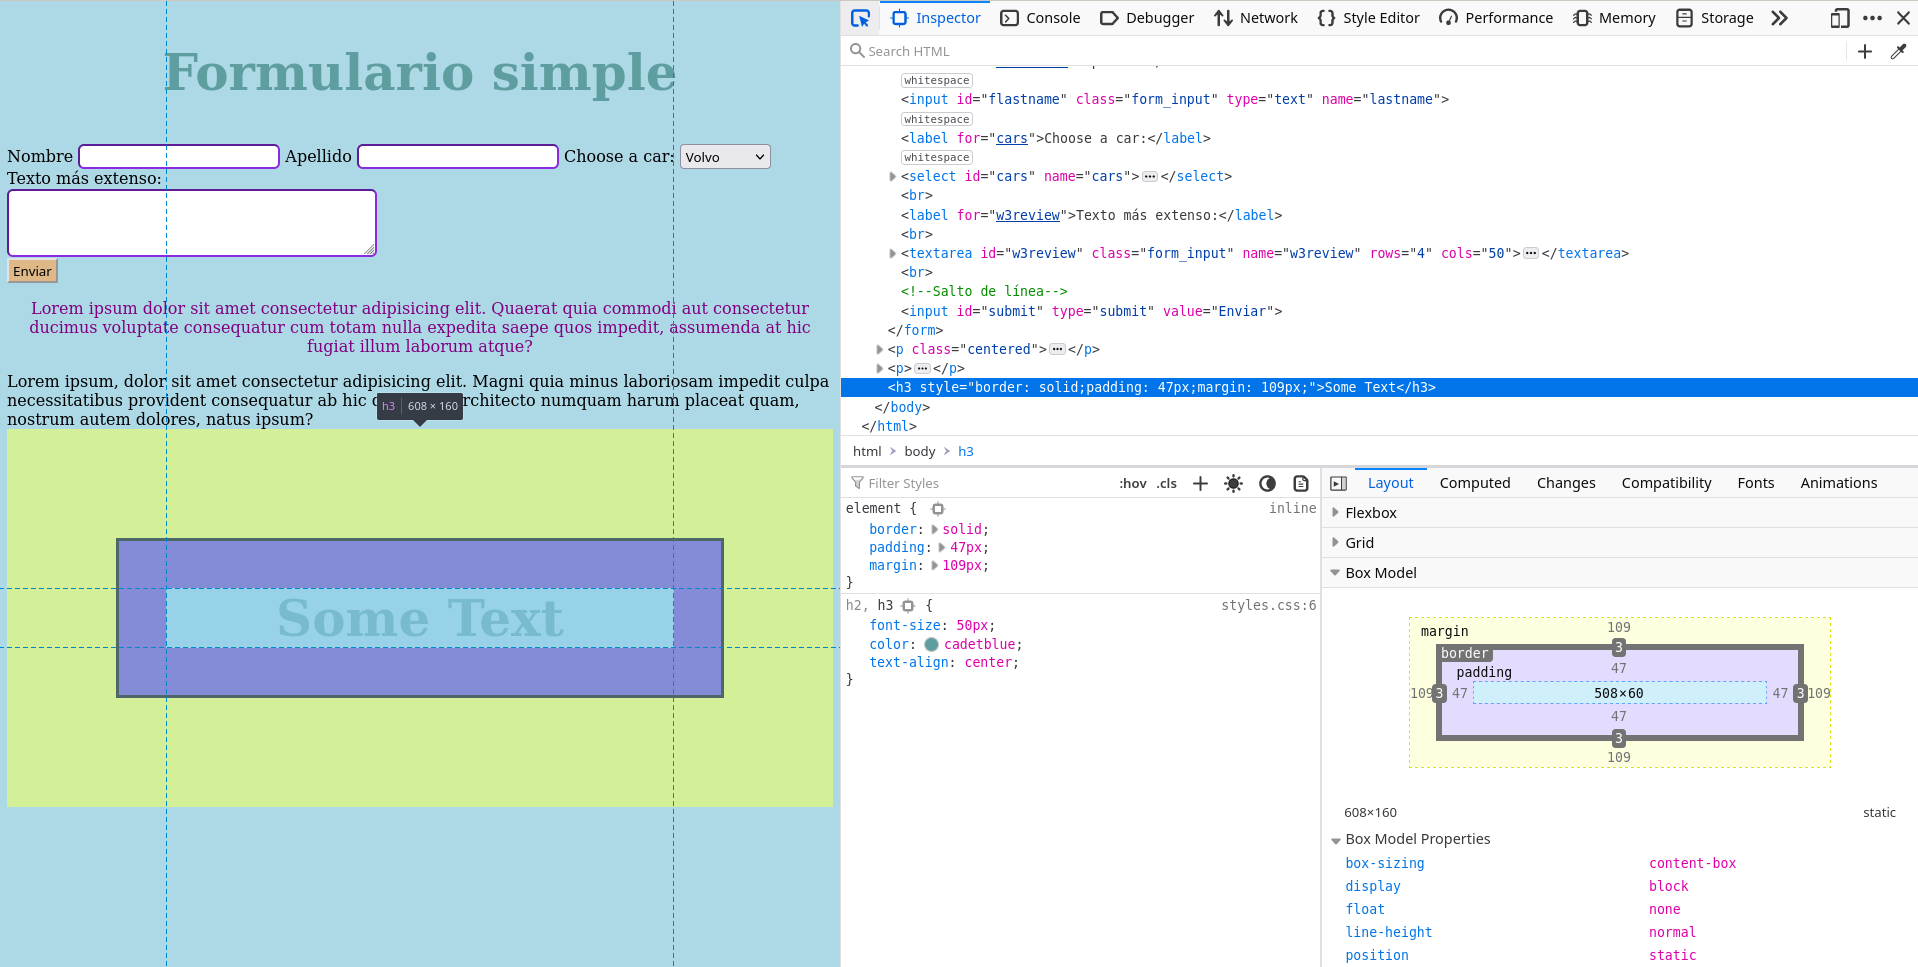 Formulario simple
Nombre Apellido Choose a car: Volvo
Texto más extenso:
Enviar
Lorem ipsum dolor sit amet consectetur adipisicing elit. Quaerat quia commodi aut consectetur
ducimus voluptate consequatur cum totam nulla expedita saepe quos impedit, assumenda at hic
fugiat illum laborum atque?
Lorem ipsum, dolor sit amet consectetur adipisicing elit. Magni quia minus laboriosam impedit culpa
necessitatibus provident consequatur ab hic rchitecto numquam harum placeat quam,
nostrum autem dolores, natus ipsum?
h3 608 × 160
Some Text
Inspector Console Debugger Network Style Editor Performance Memory Storage
Search HTML
whitespace
<input id="flastname" class="form_input" type="text" name="lastname">
whitespace
<label for="cars">Choose a car:</label>
whitespace
<select id="cars" name="cars">⋯</select>
<br>
<label for="w3review">Texto más extenso:</label>
<br>
<textarea id="w3review" class="form_input" name="w3review" rows="4" cols="50">⋯</textarea>
<br>
<!--Salto de línea-->
<input id="submit" type="submit" value="Enviar">
</form>
<p class="centered">⋯</p>
<p>⋯</p>
<h3 style="border: solid;padding: 47px;margin: 109px;">Some Text</h3>
</body>
</html>
html › body › h3
Filter Styles :hov .cls
element { inline
border: solid;
padding: 47px;
margin: 109px;
}
h2, h3 { styles.css:6
font-size: 50px;
color: cadetblue;
text-align: center;
}
Layout Computed Changes Compatibility Fonts Animations
Flexbox
Grid
Box Model
margin 109
border 3
padding 47
109 3 47 508×60 47 3 109
47
3
109
608×160 static
Box Model Properties
box-sizing content-box
display block
float none
line-height normal
position static